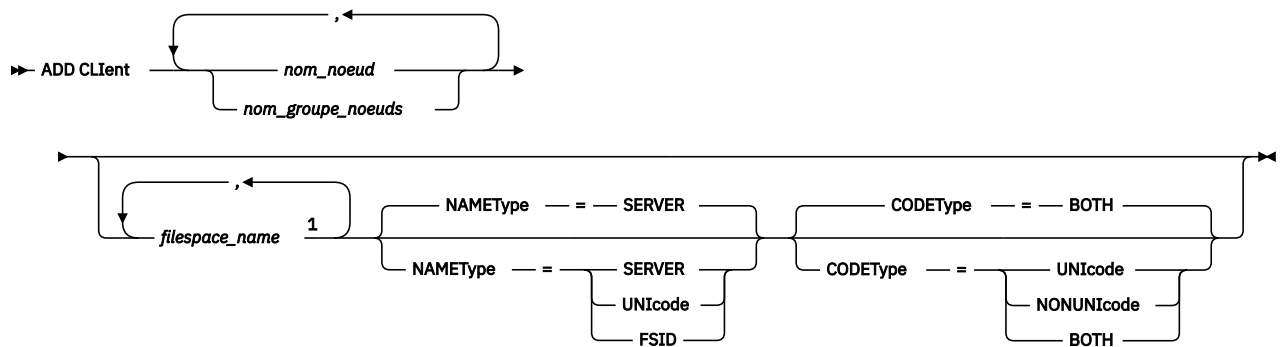 ,
ADD CLIent nom_noeud
nom_groupe_noeuds
,
NAMEType = SERVER CODEType = BOTH
filespace_name 1
NAMEType = SERVER CODEType = UNIcode
UNIcode NONUNIcode
FSID BOTH